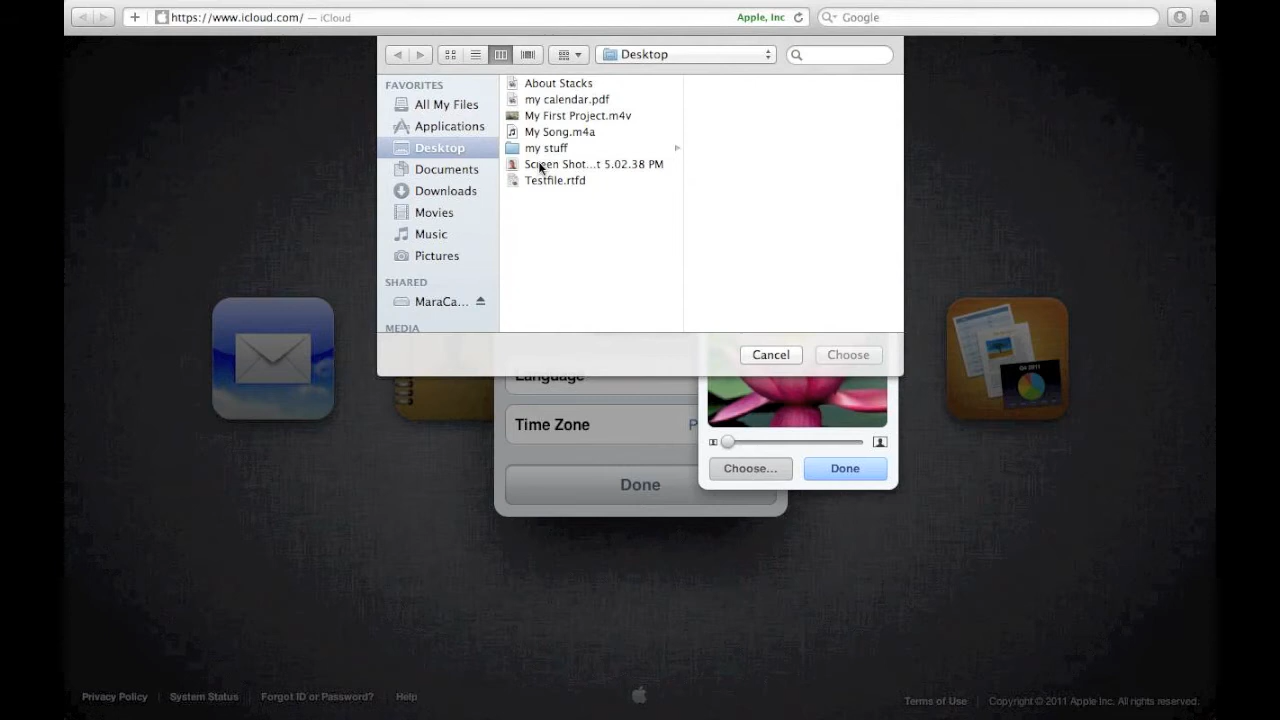 https://www.icloud.com/ — iCloud
Apple, Inc
Google
Desktop
FAVORITES
All My Files
Applications
Desktop
Documents
Downloads
Movies
Music
Pictures
SHARED
MaraCa...
MEDIA
About Stacks
my calendar.pdf
My First Project.m4v
My Song.m4a
my stuff
Screen Shot...t 5.02.38 PM
Testfile.rtfd
Cancel
Choose
Language
Time Zone
P
Choose...
Done
Done
Q4 2011
Privacy Policy | System Status | Forgot ID or Password? | Help
Terms of Use | Copyright © 2011 Apple Inc. All rights reserved.